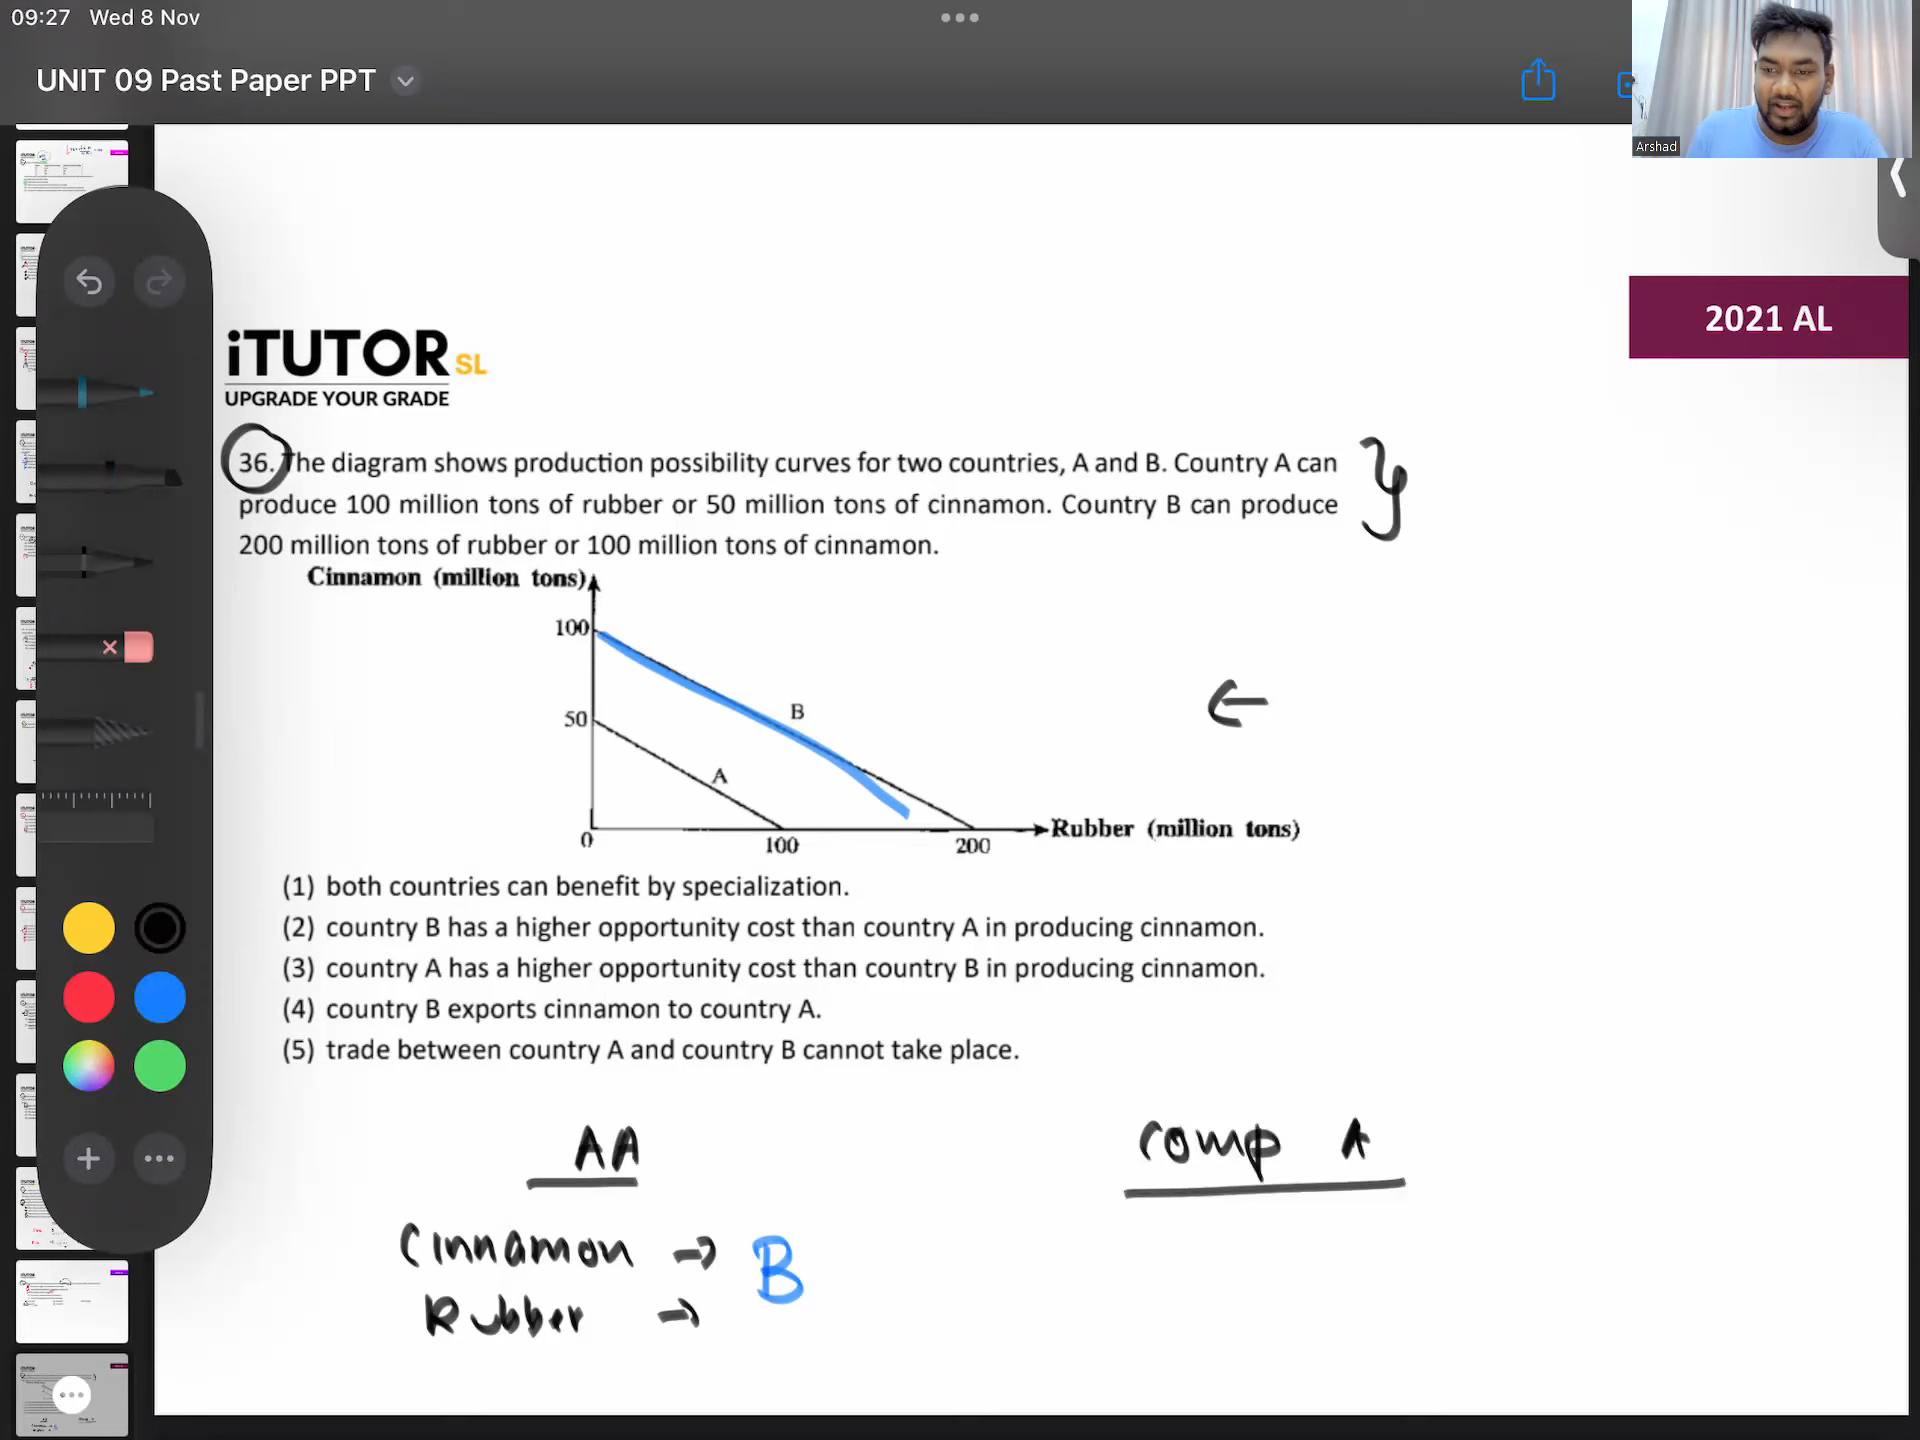 09:27 Wed 8 Nov
UNIT 09 Past Paper PPT
Arshad
2021 AL
iTUTOR SL
UPGRADE YOUR GRADE
36. The diagram shows production possibility curves for two countries, A and B. Country A can
produce 100 million tons of rubber or 50 million tons of cinnamon. Country B can produce
200 million tons of rubber or 100 million tons of cinnamon.
Cinnamon (million tons)
100
B
50
A
0
100
200
Rubber (million tons)
(1) both countries can benefit by specialization.
(2) country B has a higher opportunity cost than country A in producing cinnamon.
(3) country A has a higher opportunity cost than country B in producing cinnamon.
(4) country B exports cinnamon to country A.
(5) trade between country A and country B cannot take place.
AA
Comp A
Cinnamon → B
Rubber →